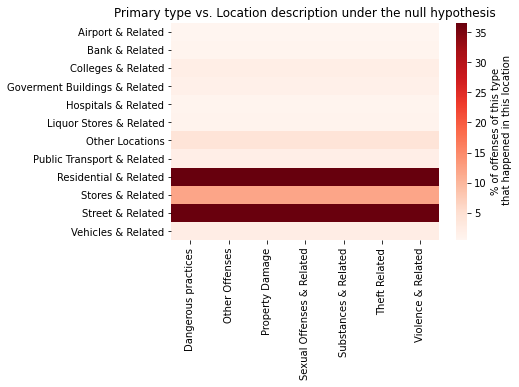 Primary type vs. Location description under the null hypothesis
Airport & Related
Bank & Related
Colleges & Related
Goverment Buildings & Related
Hospitals & Related
Liquor Stores & Related
Other Locations
Public Transport & Related
Residential & Related
Stores & Related
Street & Related
Vehicles & Related
Dangerous practices
Other Offenses
Property Damage
Sexual Offenses & Related
Substances & Related
Theft Related
Violence & Related
35
30
25
20
15
10
5
% of offenses of this type
that happened in this location